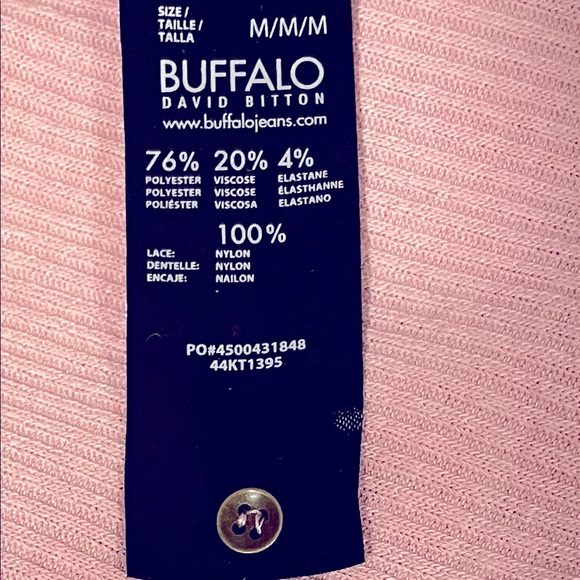 SIZE /
TAILLE / M/M/M
TALLA
BUFFALO
DAVID BITTON
www.buffalojeans.com
76% 20% 4%
POLYESTER VISCOSE ELASTANE
POLYESTER VISCOSE ÉLASTHANNE
POLIÉSTER VISCOSA ELASTANO
100%
LACE: NYLON
DENTELLE: NYLON
ENCAJE: NAILON
PO#4500431848
44KT1395